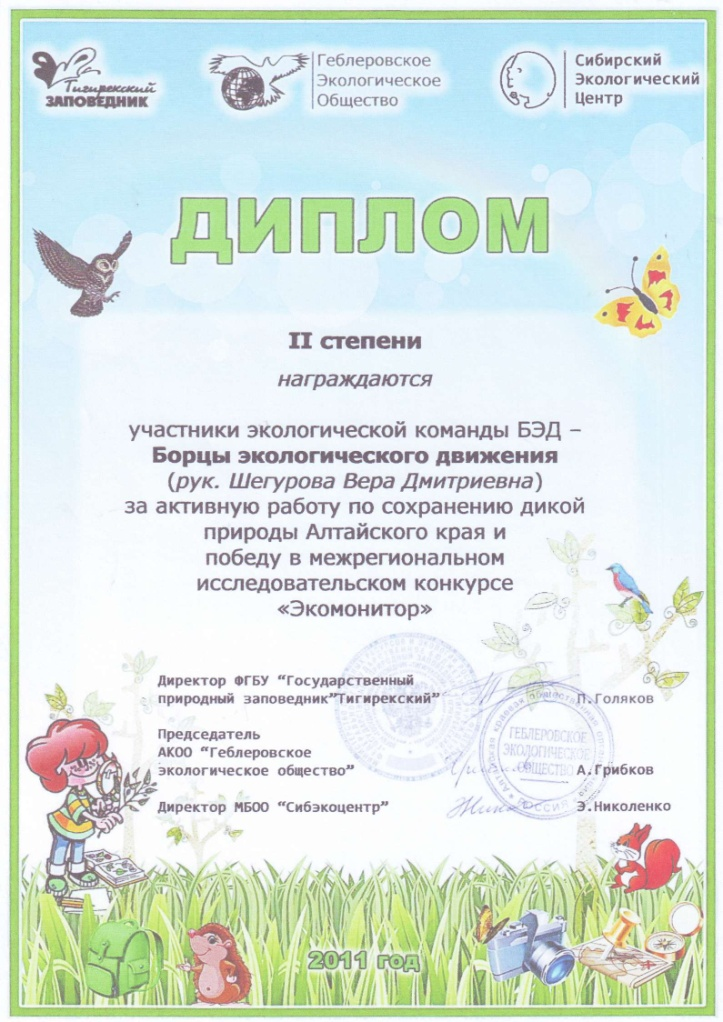 Тигирекский
ЗАПОВЕДНИК
Геблеровское
Экологическое
Общество
Сибирский
Экологический
Центр
ДИПЛОМ
II степени
награждаются
участники экологической команды БЭД –
Борцы экологического движения
(рук. Шегурова Вера Дмитриевна)
за активную работу по сохранению дикой
природы Алтайского края и
победу в межрегиональном
исследовательском конкурсе
«Экомонитор»
Директор ФГБУ "Государственный
природный заповедник"Тигирекский" П.Голяков
Председатель
АКОО "Геблеровское
экологическое общество" А.Грибков
Директор МБОО "Сибэкоцентр" Э.Николенко
ГЕБЛЕРОВСКОЕ
ЭКОЛОГИЧЕСКОЕ
ОБЩЕСТВО
РОССИЯ
2011 год